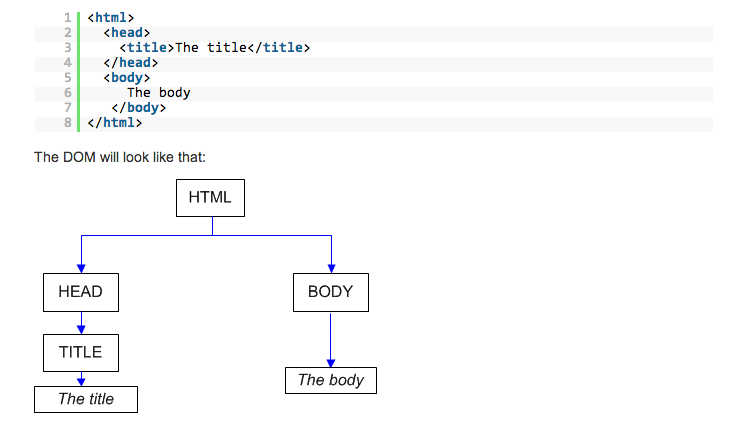 1 <html>
2   <head>
3     <title>The title</title>
4   </head>
5   <body>
6      The body
7    </body>
8 </html>
The DOM will look like that:
HTML
HEAD
BODY
TITLE
The body
The title